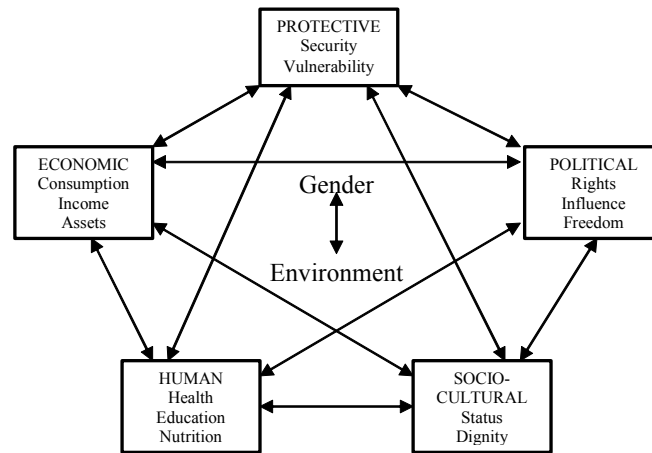 PROTECTIVE
Security
Vulnerability
ECONOMIC
Consumption
Income
Assets
POLITICAL
Rights
Influence
Freedom
Gender
Environment
HUMAN
Health
Education
Nutrition
SOCIO-
CULTURAL
Status
Dignity